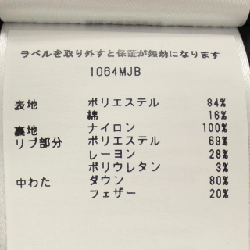 ラベルを取り外すと保証が無効になります
1064MJB
表地 ポリエステル 84%
綿 16%
裏地 ナイロン 100%
リブ部分 ポリエステル 69%
レーヨン 28%
ポリウレタン 3%
中わた ダウン 80%
フェザー 20%